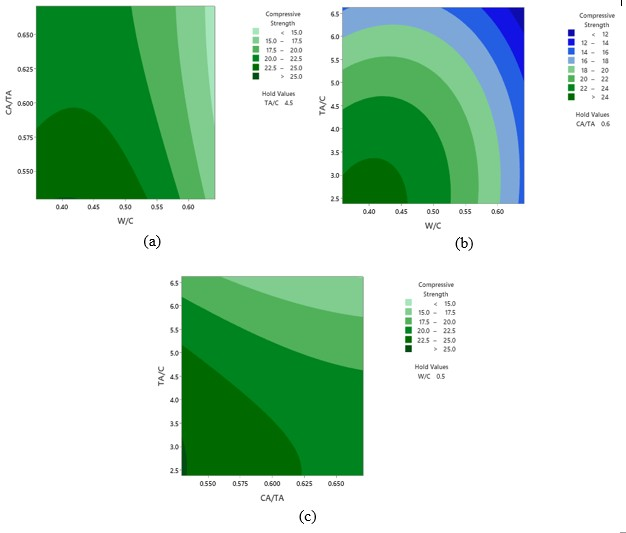 Compressive
Strength
< 15.0
15.0 – 17.5
17.5 – 20.0
20.0 – 22.5
22.5 – 25.0
> 25.0
Hold Values
TA/C 4.5
CA/TA
0.650
0.625
0.600
0.575
0.550
0.40 0.45 0.50 0.55 0.60
W/C
(a)
Compressive
Strength
< 12
12 – 14
14 – 16
16 – 18
18 – 20
20 – 22
22 – 24
> 24
Hold Values
CA/TA 0.6
TA/C
6.5
6.0
5.5
5.0
4.5
4.0
3.5
3.0
2.5
0.40 0.45 0.50 0.55 0.60
W/C
(b)
Compressive
Strength
< 15.0
15.0 – 17.5
17.5 – 20.0
20.0 – 22.5
22.5 – 25.0
> 25.0
Hold Values
W/C 0.5
TA/C
6.5
6.0
5.5
5.0
4.5
4.0
3.5
3.0
2.5
0.550 0.575 0.600 0.625 0.650
CA/TA
(c)